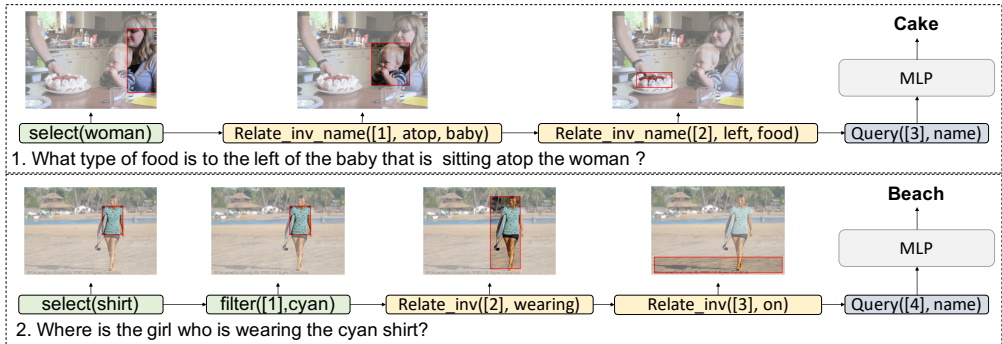 Cake
MLP
select(woman)
Relate_inv_name([1], atop, baby)
Relate_inv_name([2], left, food)
Query([3], name)
1. What type of food is to the left of the baby that is sitting atop the woman ?
Beach
MLP
select(shirt)
filter([1],cyan)
Relate_inv([2], wearing)
Relate_inv([3], on)
Query([4], name)
2. Where is the girl who is wearing the cyan shirt?